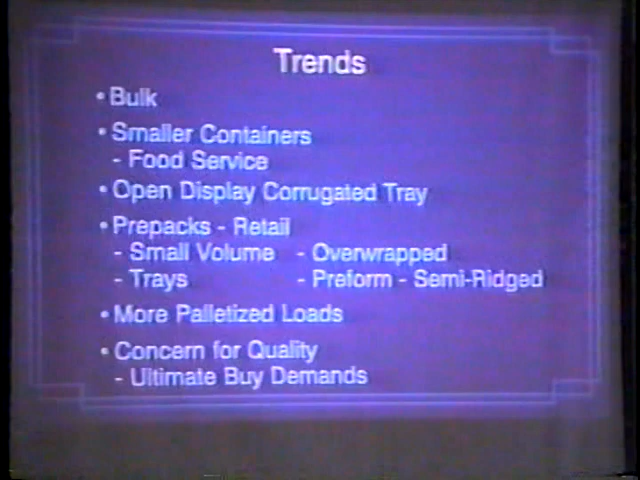 Trends
• Bulk
• Smaller Containers
- Food Service
• Open Display Corrugated Tray
• Prepacks - Retail
- Small Volume - Overwrapped
- Trays - Preform - Semi-Ridged
• More Palletized Loads
• Concern for Quality
- Ultimate Buy Demands